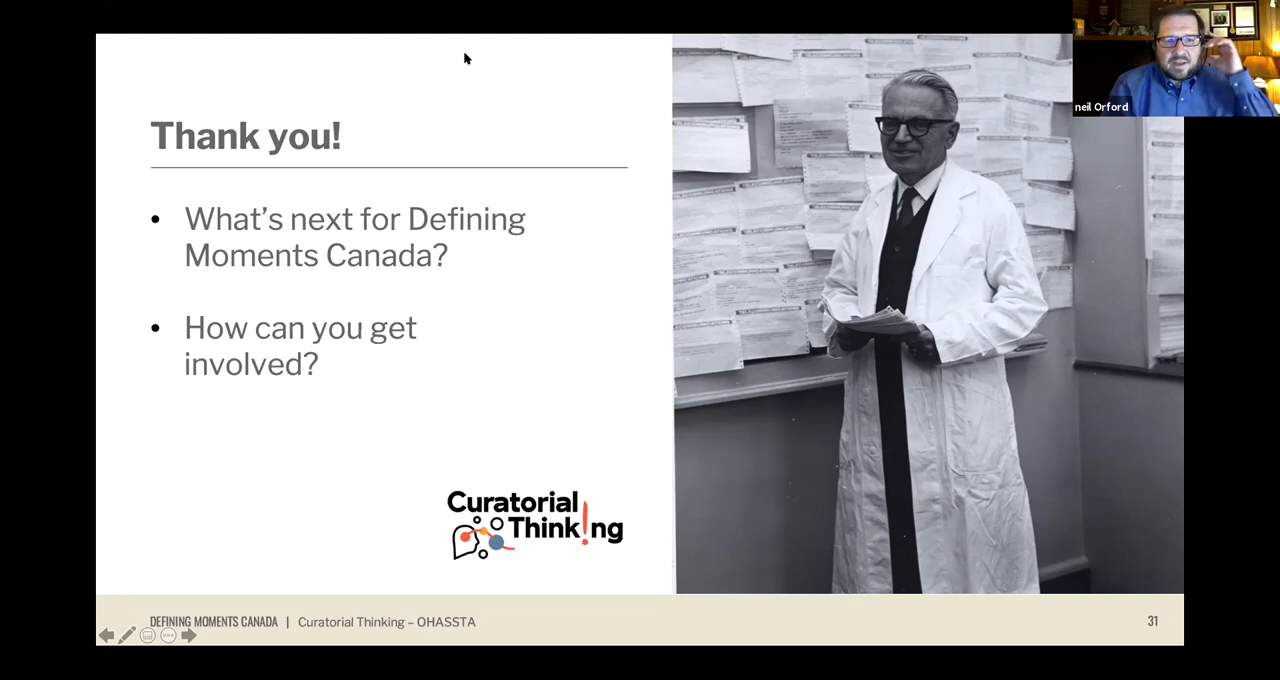 neil Orford
Thank you!
• What's next for Defining
Moments Canada?
• How can you get
involved?
Curatorial
Think!ng
DEFINING MOMENTS CANADA | Curatorial Thinking – OHASSTA
31